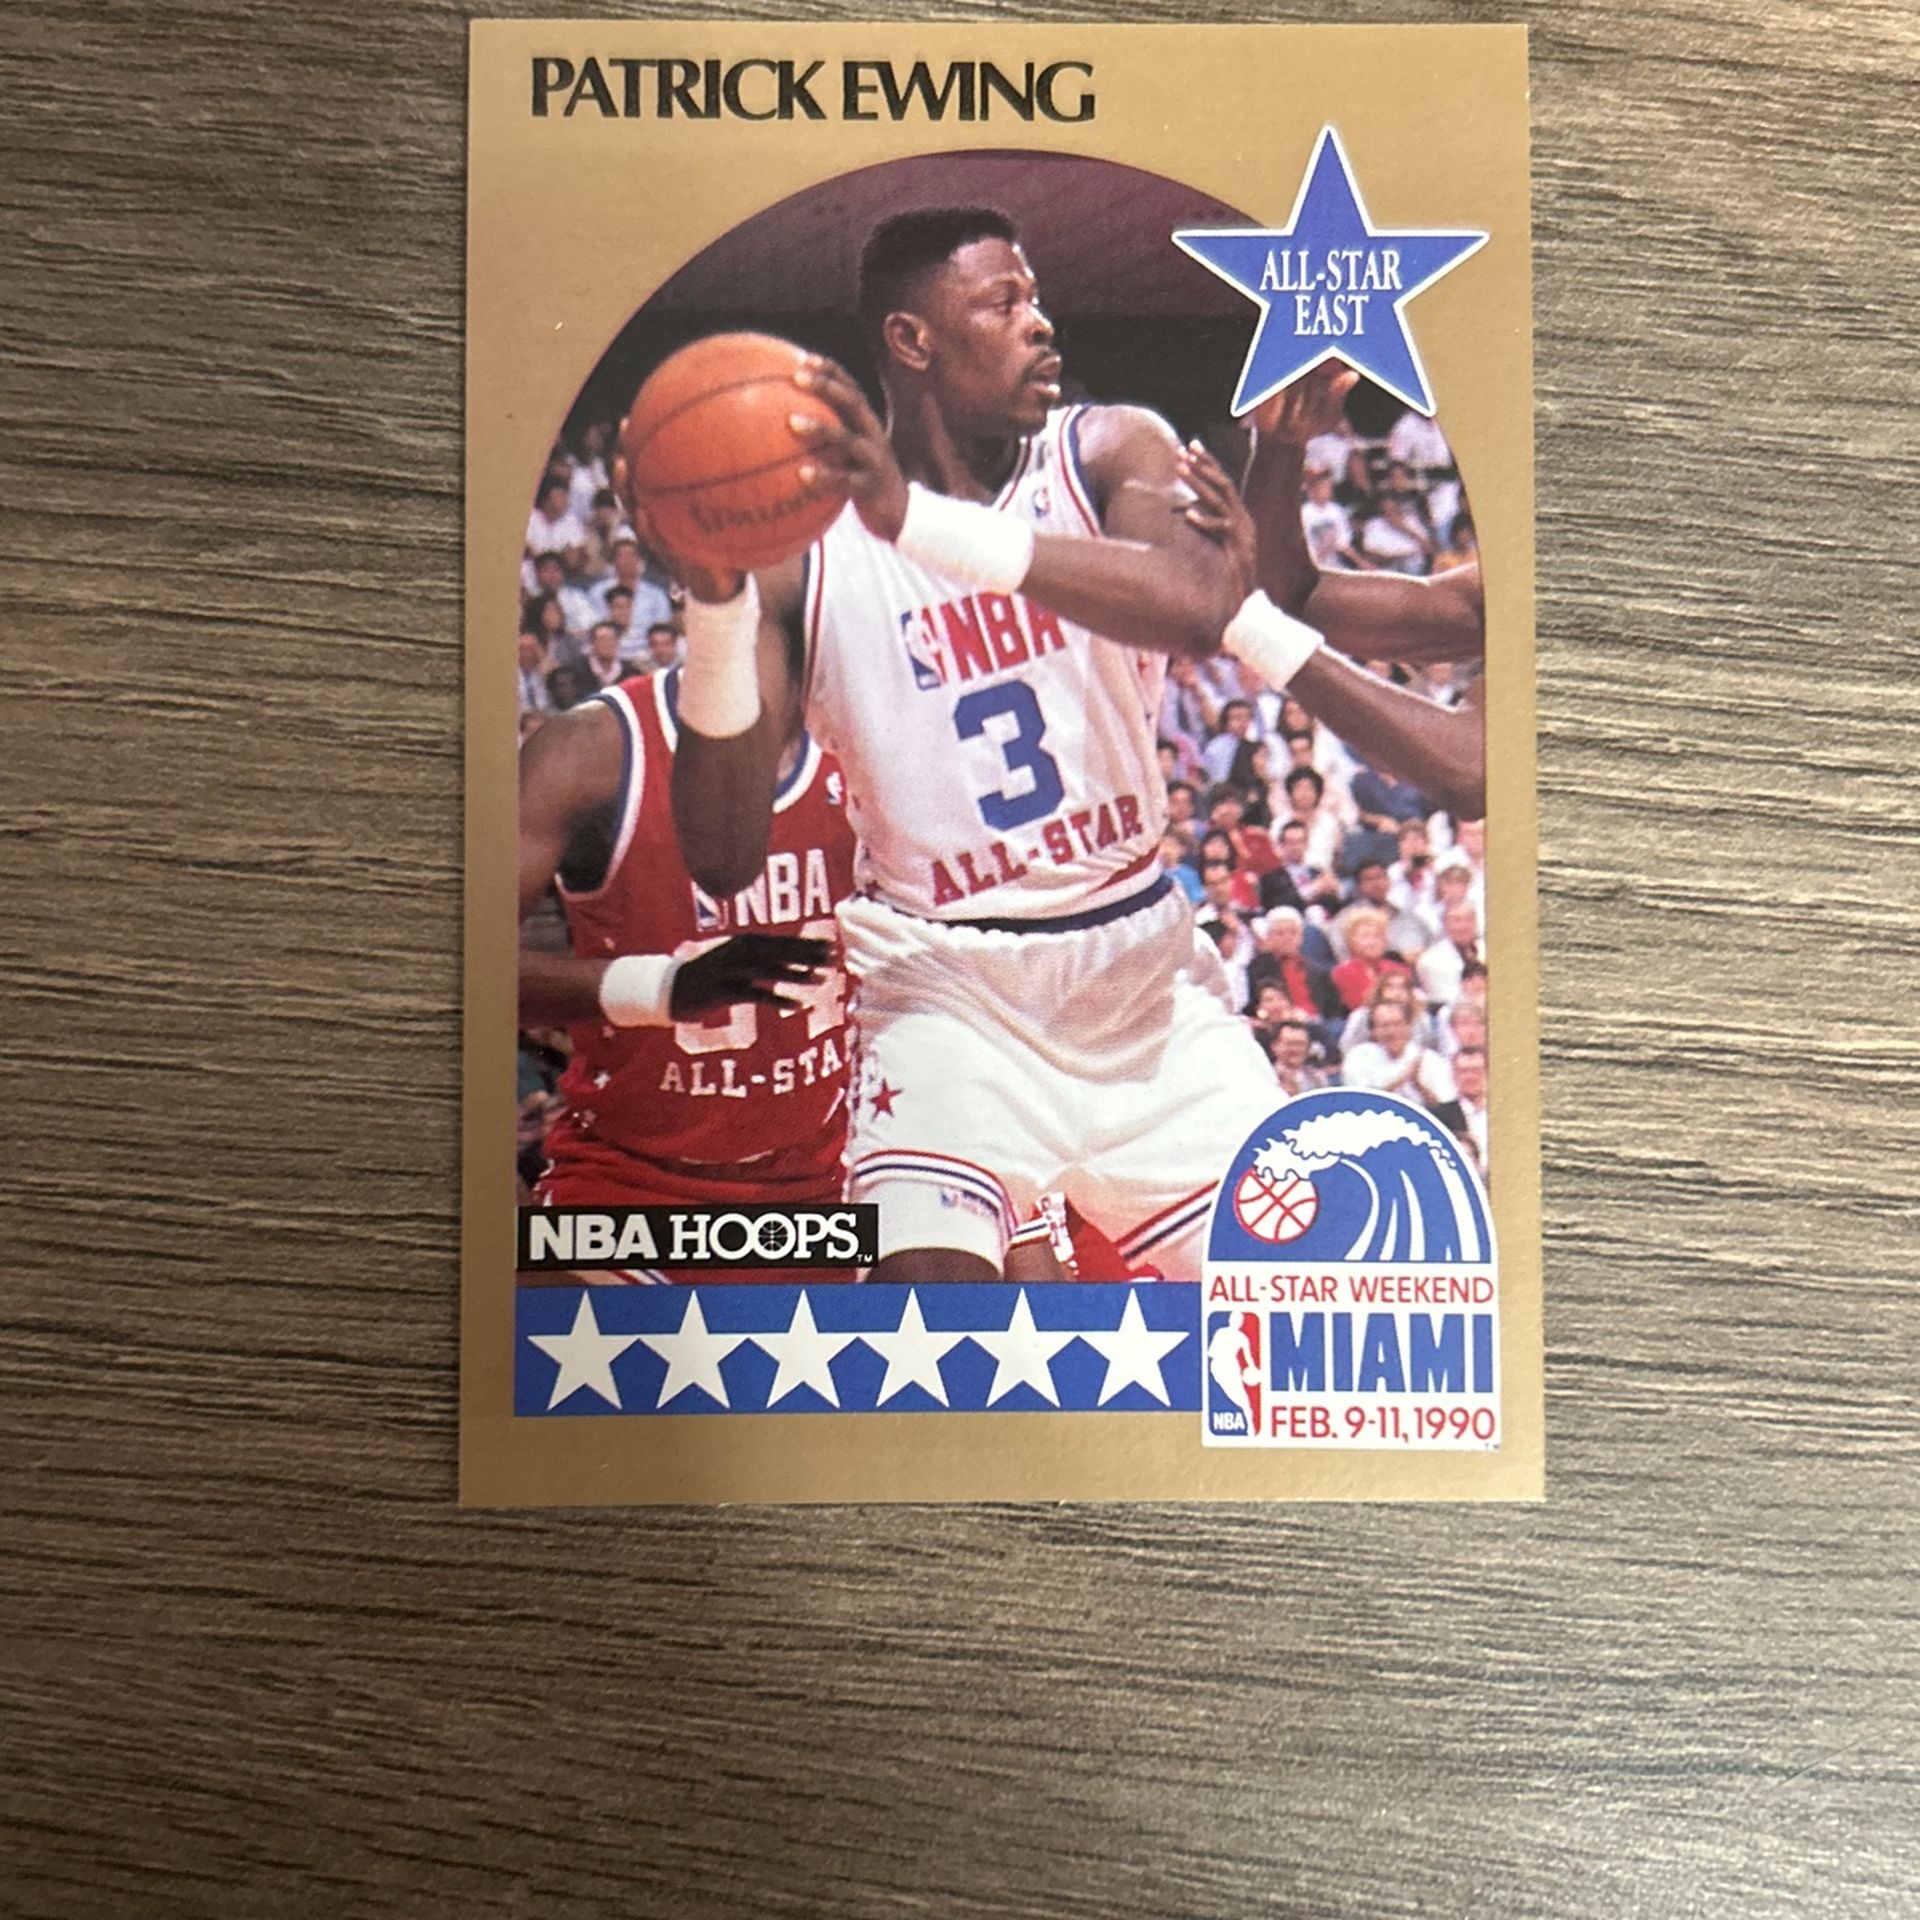 PATRICK EWING
ALL-STAR
EAST
NBA
3
ALL-STAR
NBA
ALL-STA
NBA HOOPS TM
ALL-STAR WEEKEND
MIAMI
NBA
FEB. 9-11, 1990